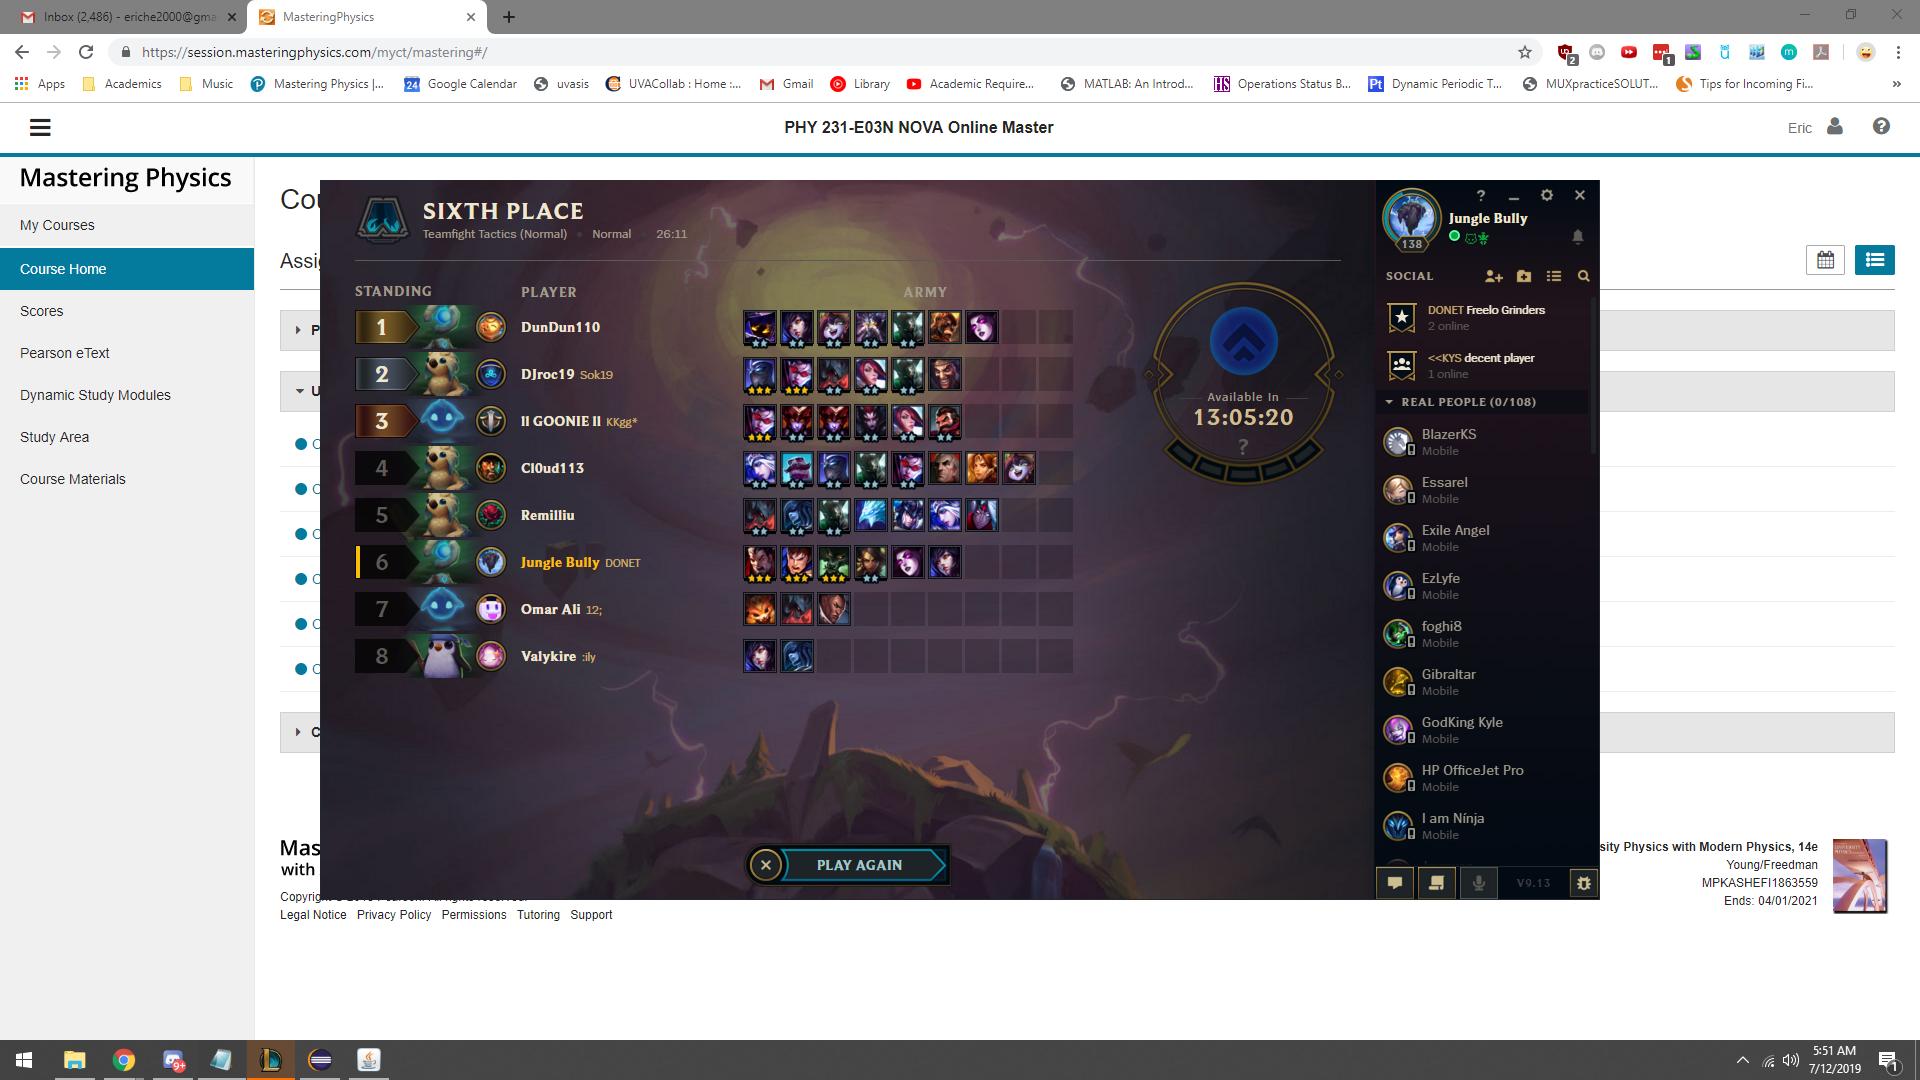 Inbox (2,486) - eriche2000@gma
MasteringPhysics
https://session.masteringphysics.com/myct/mastering#/
2
1
Apps
Academics
Music
Mastering Physics |...
24
Google Calendar
uvasis
UVACollab : Home :...
Gmail
Library
Academic Require...
MATLAB: An Introd...
HS
Operations Status B...
Pt
Dynamic Periodic T...
MUXpracticeSOLUT...
Tips for Incoming Fi...
»
PHY 231-E03N NOVA Online Master
Eric
Mastering Physics
My Courses
Course Home
Scores
Pearson eText
Dynamic Study Modules
Study Area
Course Materials
SIXTH PLACE
Teamfight Tactics (Normal) • Normal • 26:11
STANDING
PLAYER
ARMY
1
DunDun110
2
DJroc19 Sok19
3
II GOONIE II KKgg*
4
Cl0ud113
5
Remilliu
6
Jungle Bully DONET
7
Omar Ali 12;
8
Valykire :ily
Available In
13:05:20
?
PLAY AGAIN
?
Jungle Bully
138
SOCIAL
DONET Freelo Grinders
2 online
<<KYS decent player
1 online
REAL PEOPLE (0/108)
BlazerKS
Mobile
Essarel
Mobile
Exile Angel
Mobile
EzLyfe
Mobile
foghi8
Mobile
Gibraltar
Mobile
GodKing Kyle
Mobile
HP OfficeJet Pro
Mobile
I am Nínja
Mobile
V9.13
Legal Notice Privacy Policy Permissions Tutoring Support
sity Physics with Modern Physics, 14e
Young/Freedman
MPKASHEFI1863559
Ends: 04/01/2021
9+
5:51 AM
7/12/2019
1